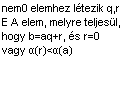 nem0 elemhez létezik q,r
E A elem, melyre teljesül,
hogy b=aq+r, és r=0
vagy α(r)<α(a)